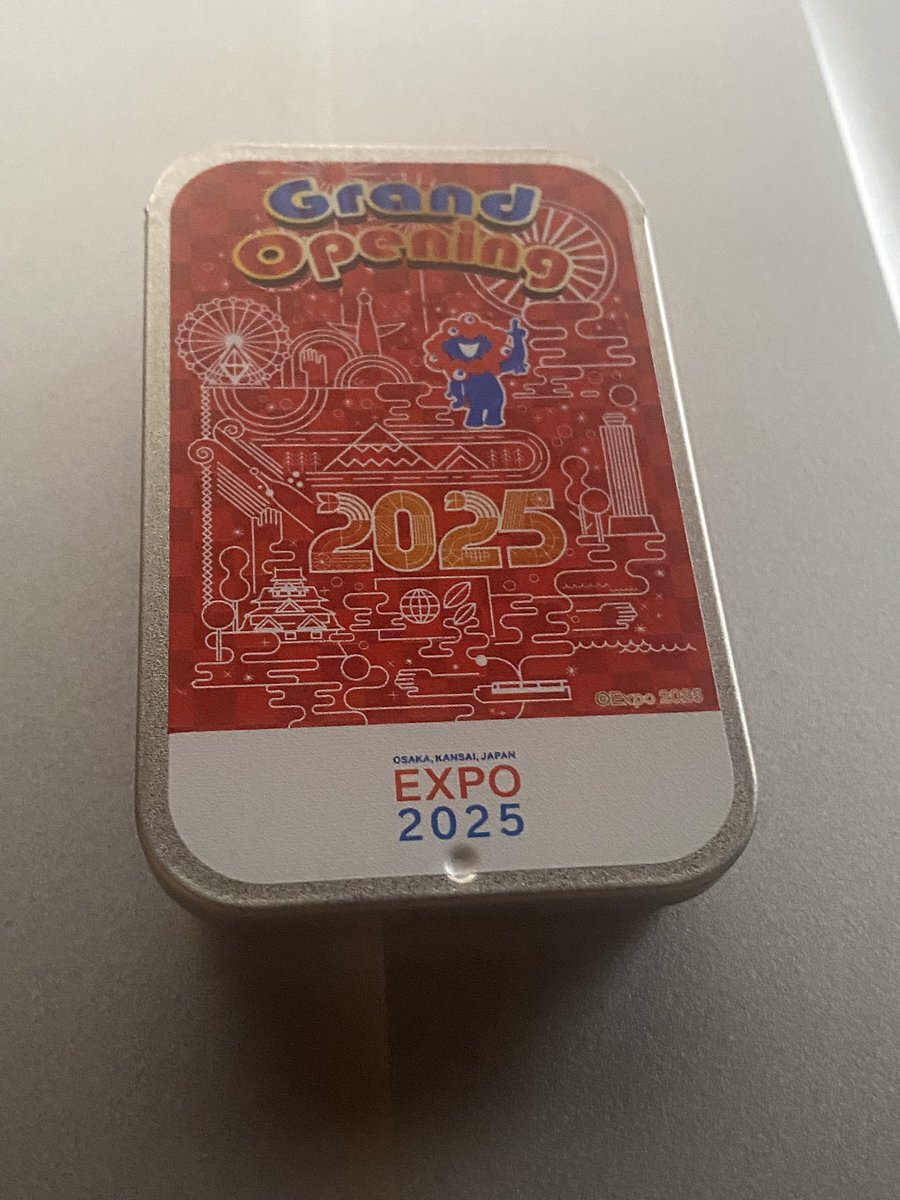 Grand
Opening
2025
©Expo 2025
OSAKA, KANSAI, JAPAN
EXPO
2025